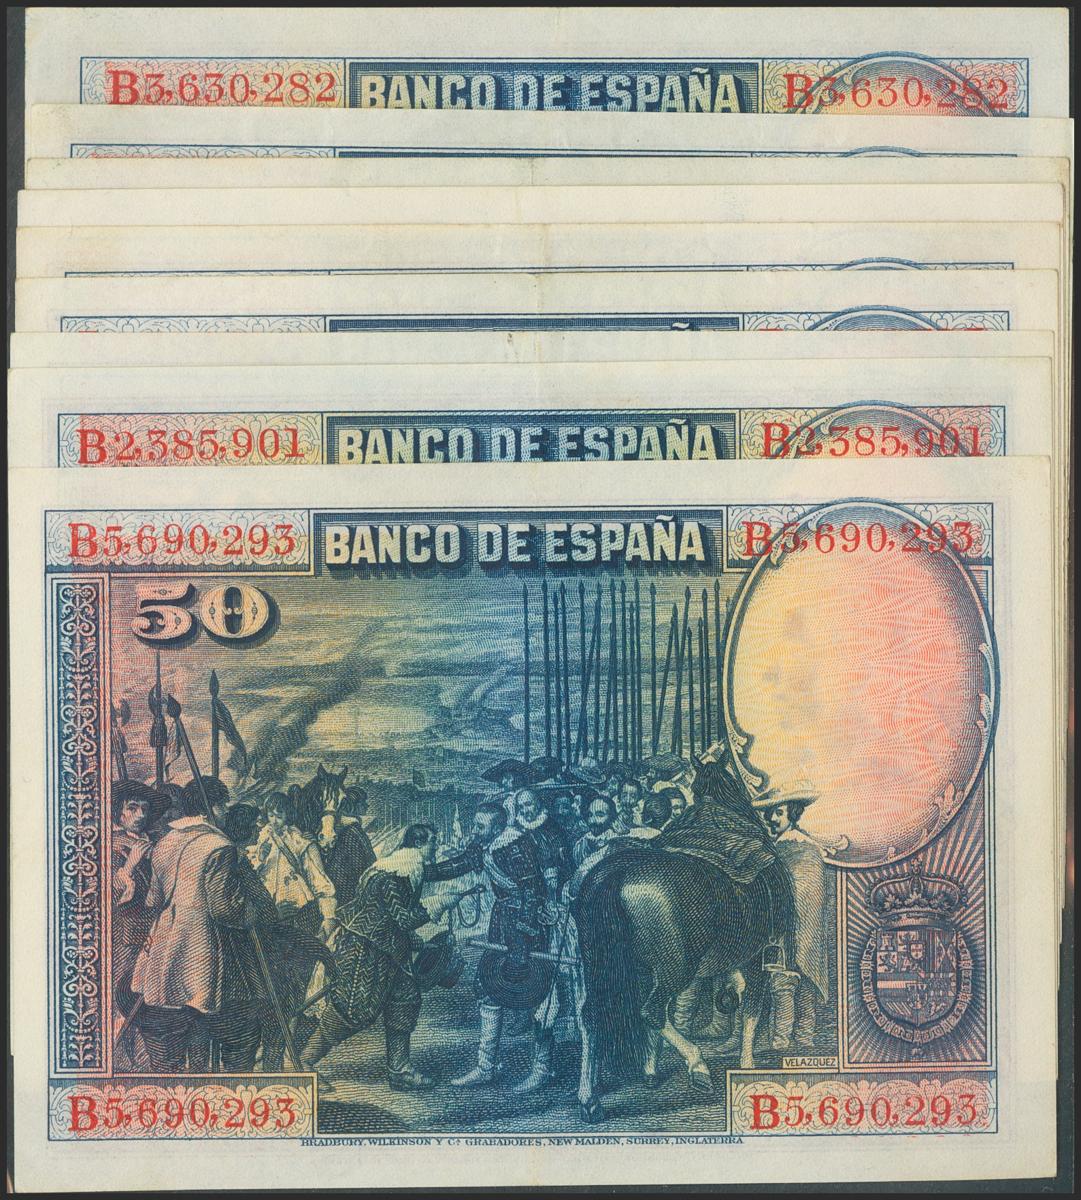 B3,630,282 BANCO DE ESPAÑA B3,630,282
B2,385,901 BANCO DE ESPAÑA B2,385,901
B5,690,293 BANCO DE ESPAÑA B5,690,293
50
VELAZQUEZ
B5,690,293 B5,690,293
BRADBURY, WILKINSON Y Cª GRABADORES, NEW MALDEN, SURREY, INGLATERRA